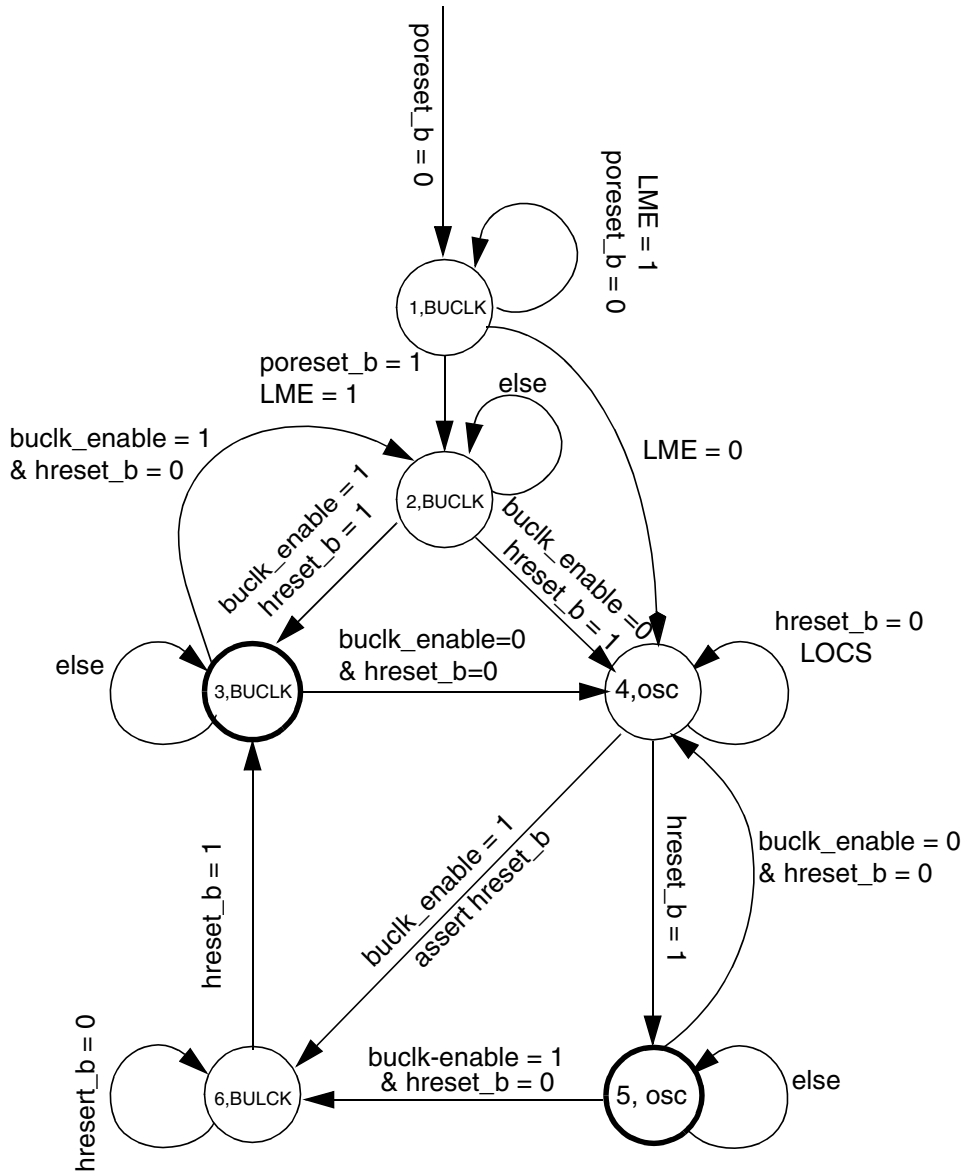 poreset_b = 0
LME = 1
poreset_b = 0
1,BUCLK
poreset_b = 1
LME = 1
else
buclk_enable = 1
& hreset_b = 0
LME = 0
2,BUCLK
buclk_enable = 1
hreset_b = 1
buclk_enable =0
hreset_b = 1
hreset_b = 0
LOCS
else
buclk_enable=0
& hreset_b=0
3,BUCLK
4,osc
hreset_b = 1
buclk_enable = 1
assert hreset_b
hreset_b = 1
buclk_enable = 0
& hreset_b = 0
hresert_b = 0
buclk-enable = 1
& hreset_b = 0
else
6,BULCK
5, osc